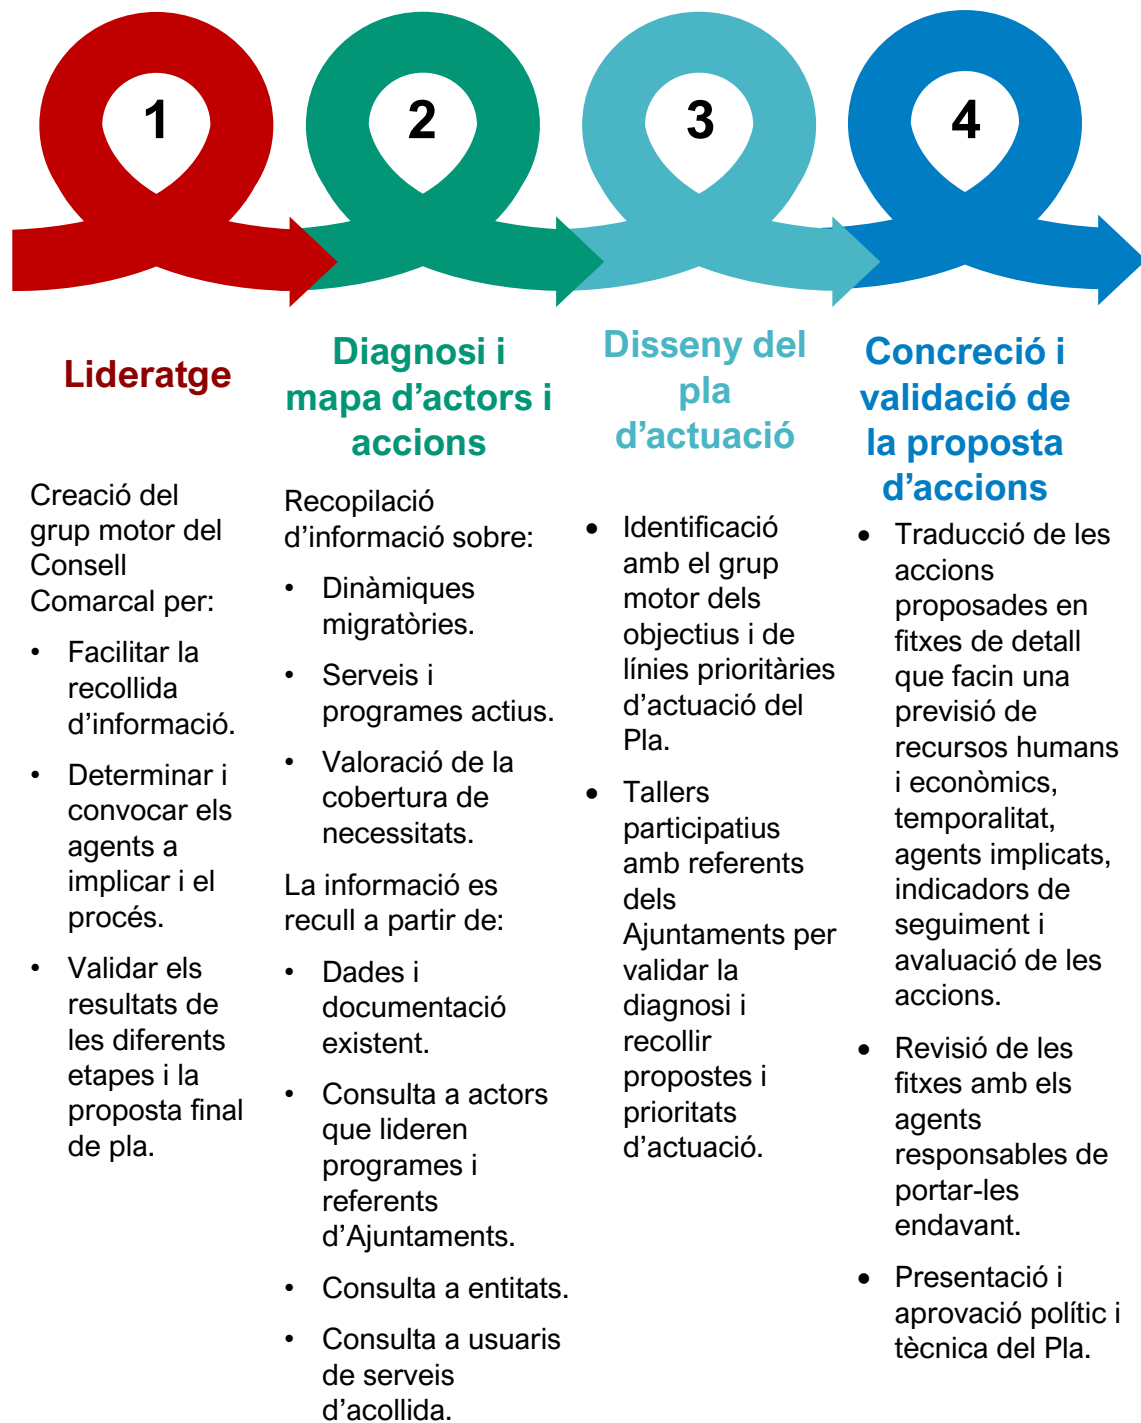 1
2
3
4
Lideratge
Creació del
grup motor del
Consell
Comarcal per:
• Facilitar la
recollida
d’informació.
• Determinar i
convocar els
agents a
implicar i el
procés.
• Validar els
resultats de
les diferents
etapes i la
proposta final
de pla.
Diagnosi i
mapa d’actors i
accions
Recopilació
d’informació sobre:
• Dinàmiques
migratòries.
• Serveis i
programes actius.
• Valoració de la
cobertura de
necessitats.
La informació es
recull a partir de:
• Dades i
documentació
existent.
• Consulta a actors
que lideren
programes i
referents
d’Ajuntaments.
• Consulta a entitats.
• Consulta a usuaris
de serveis
d’acollida.
Disseny del
pla
d’actuació
• Identificació
amb el grup
motor dels
objectius i de
línies prioritàries
d’actuació del
Pla.
• Tallers
participatius
amb referents
dels
Ajuntaments per
validar la
diagnosi i
recollir
propostes i
prioritats
d’actuació.
Concreció i
validació de
la proposta
d’accions
• Traducció de les
accions
proposades en
fitxes de detall
que facin una
previsió de
recursos humans
i econòmics,
temporalitat,
agents implicats,
indicadors de
seguiment i
avaluació de les
accions.
• Revisió de les
fitxes amb els
agents
responsables de
portar-les
endavant.
• Presentació i
aprovació polític i
tècnica del Pla.